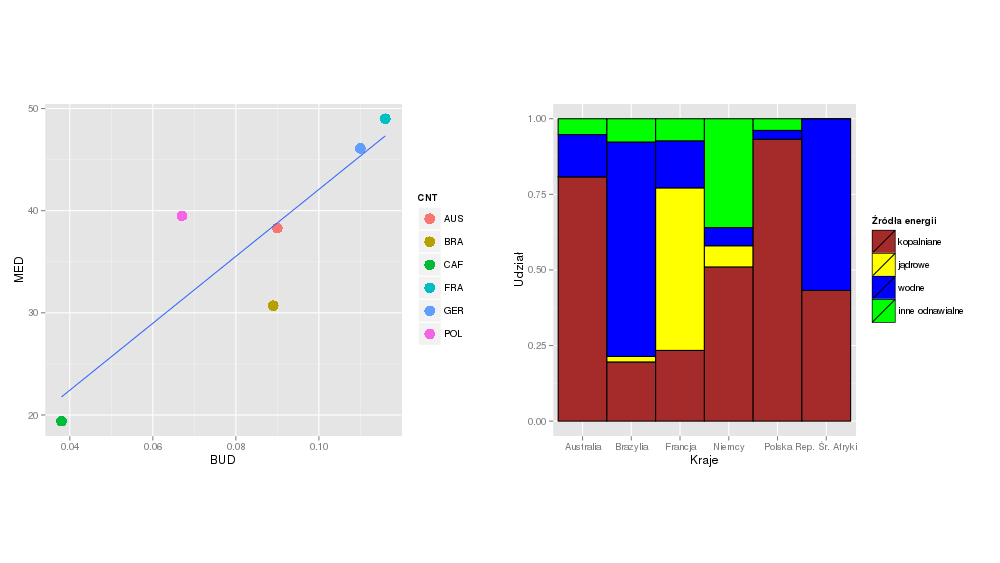 50
40
30
20
MED
0.04 0.06 0.08 0.10
BUD
CNT
AUS
BRA
CAF
FRA
GER
POL
1.00
0.75
0.50
0.25
0.00
Udział
Australia Brazylia Francja Niemcy Polska Rep. Śr. Afryki
Kraje
Źródła energii
kopalniane
jądrowe
wodne
inne odnawialne